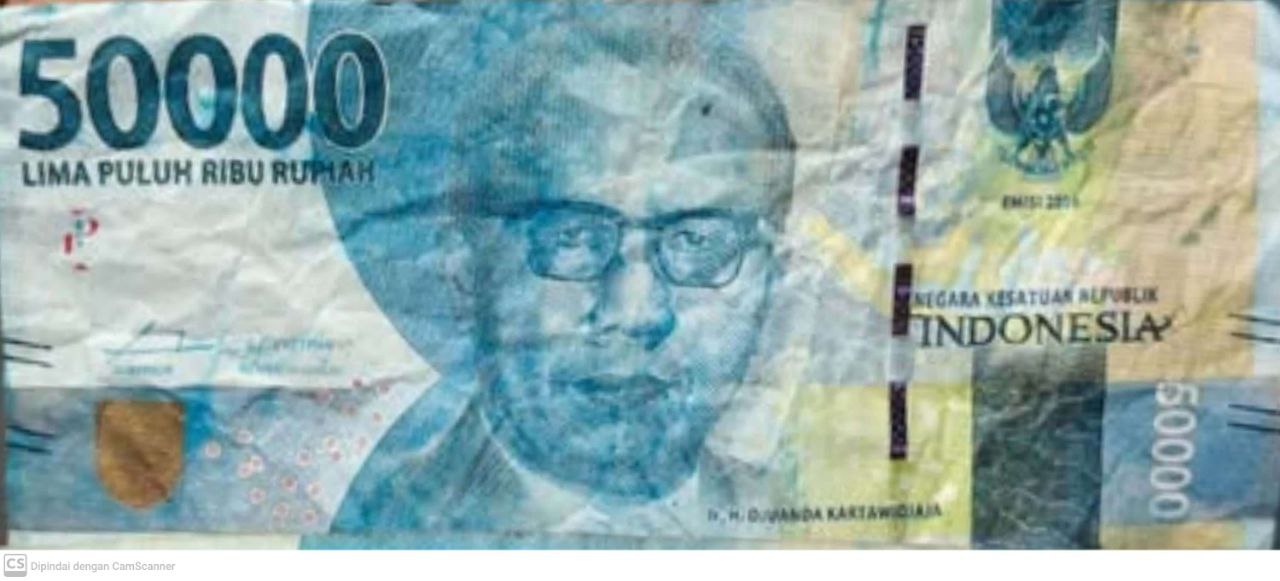 50000
LIMA PULUH RIBU RUPIAH
EMISI 2016
NEGARA KESATUAN REPUBLIK
INDONESIA
50000
Ir. H. DJUANDA KARTAWIDJAJA
CS Dipindai dengan CamScanner